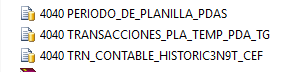 4040 PERIODO_DE_PLANILLA_PDAS
4040 TRANSACCIONES_PLA_TEMP_PDA_TG
4040 TRN_CONTABLE_HISTORIC3N9T_CEF